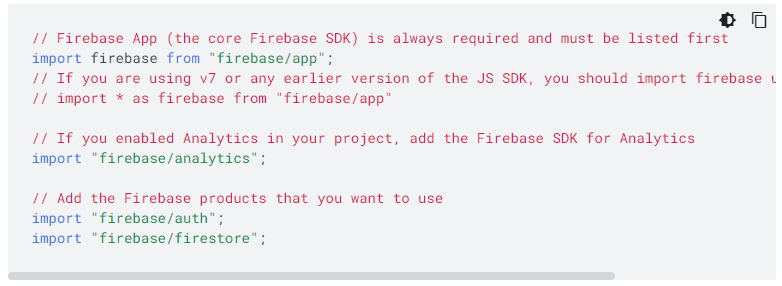 // Firebase App (the core Firebase SDK) is always required and must be listed first
import firebase from "firebase/app";
// If you are using v7 or any earlier version of the JS SDK, you should import firebase
// import * as firebase from "firebase/app"
// If you enabled Analytics in your project, add the Firebase SDK for Analytics
import "firebase/analytics";
// Add the Firebase products that you want to use
import "firebase/auth";
import "firebase/firestore";